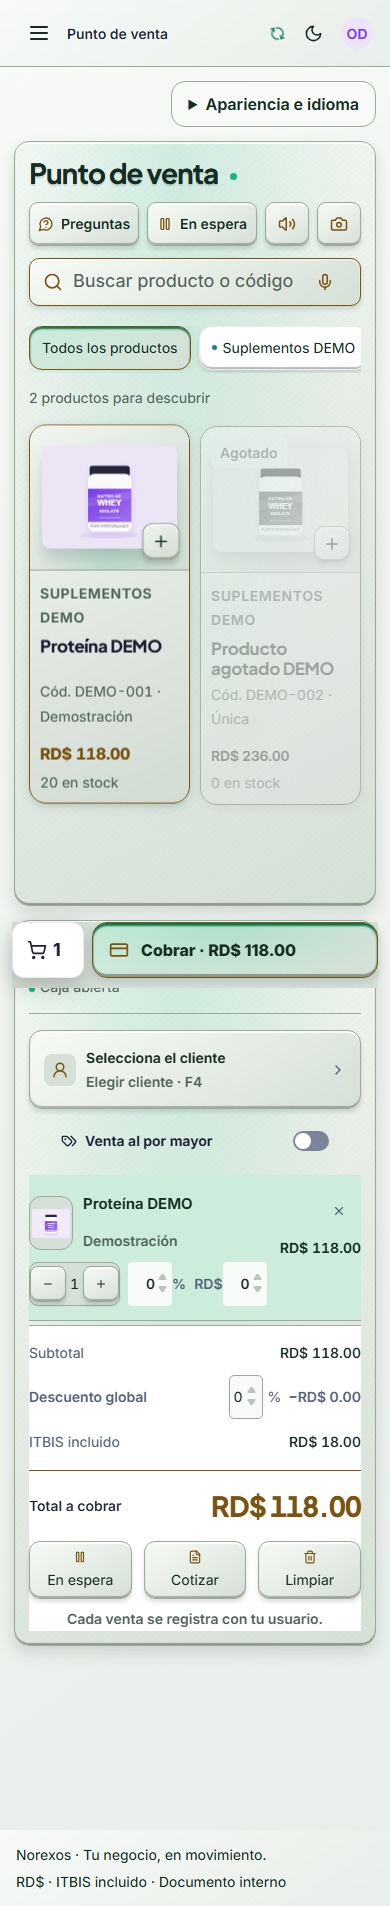 Punto de venta
OD
Apariencia e idioma
Punto de venta
Preguntas
En espera
Buscar producto o código
Todos los productos
Suplementos DEMO
2 productos para descubrir
WHEY
SUPLEMENTOS
DEMO
Proteína DEMO
Cód. DEMO-001 ·
Demostración
RD$ 118.00
20 en stock
Agotado
WHEY
SUPLEMENTOS
DEMO
Producto
agotado DEMO
Cód. DEMO-002 ·
Única
RD$ 236.00
0 en stock
1
Cobrar · RD$ 118.00
Caja abierta
Selecciona el cliente
Elegir cliente · F4
Venta al por mayor
Proteína DEMO
Demostración
RD$ 118.00
− 1 + 0 % RD$ 0
Subtotal RD$ 118.00
Descuento global 0 % −RD$ 0.00
ITBIS incluido RD$ 18.00
Total a cobrar RD$ 118.00
En espera
Cotizar
Limpiar
Cada venta se registra con tu usuario.
Norexos · Tu negocio, en movimiento.
RD$ · ITBIS incluido · Documento interno